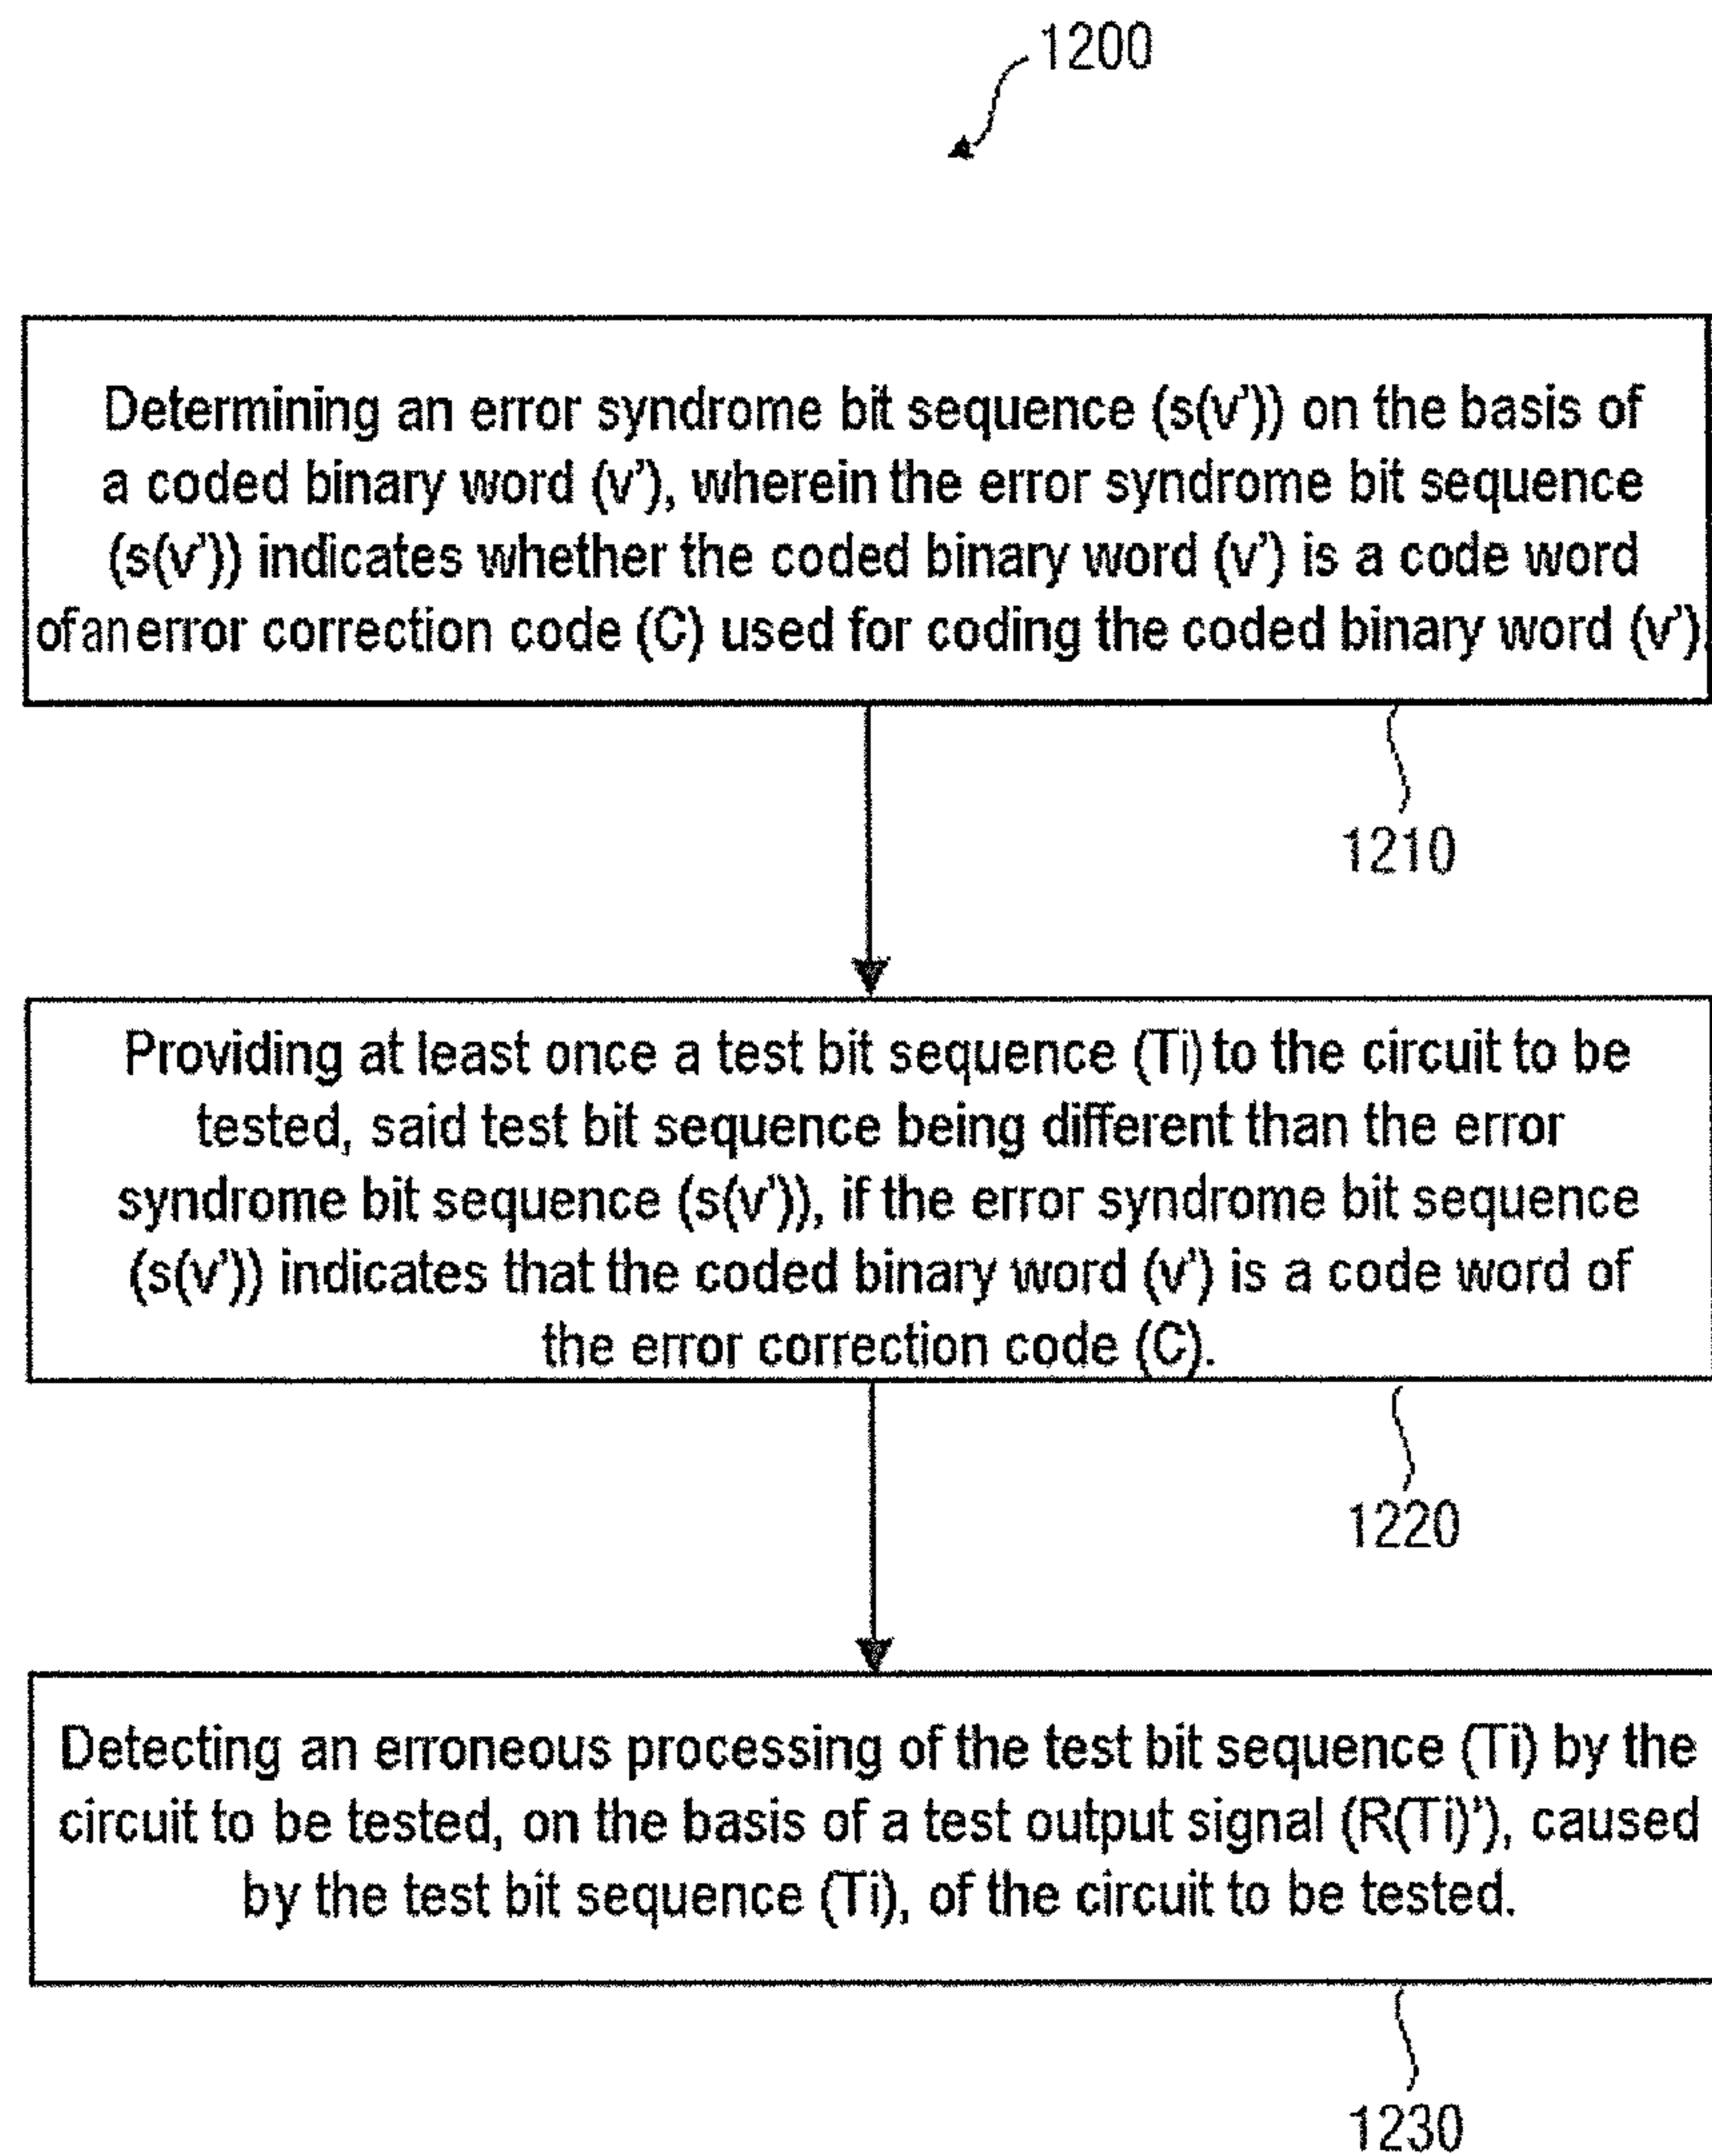 1200
Determining an error syndrome bit sequence (s(v')) on the basis of
a coded binary word (v'), wherein the error syndrome bit sequence
(s(v')) indicates whether the coded binary word (v') is a code word
of an error correction code (C) used for coding the coded binary word (v').
1210
Providing at least once a test bit sequence (Ti) to the circuit to be
tested, said test bit sequence being different than the error
syndrome bit sequence (s(v')), if the error syndrome bit sequence
(s(v')) indicates that the coded binary word (v') is a code word of
the error correction code (C).
1220
Detecting an erroneous processing of the test bit sequence (Ti) by the
circuit to be tested, on the basis of a test output signal (R(Ti)'), caused
by the test bit sequence (Ti), of the circuit to be tested.
1230